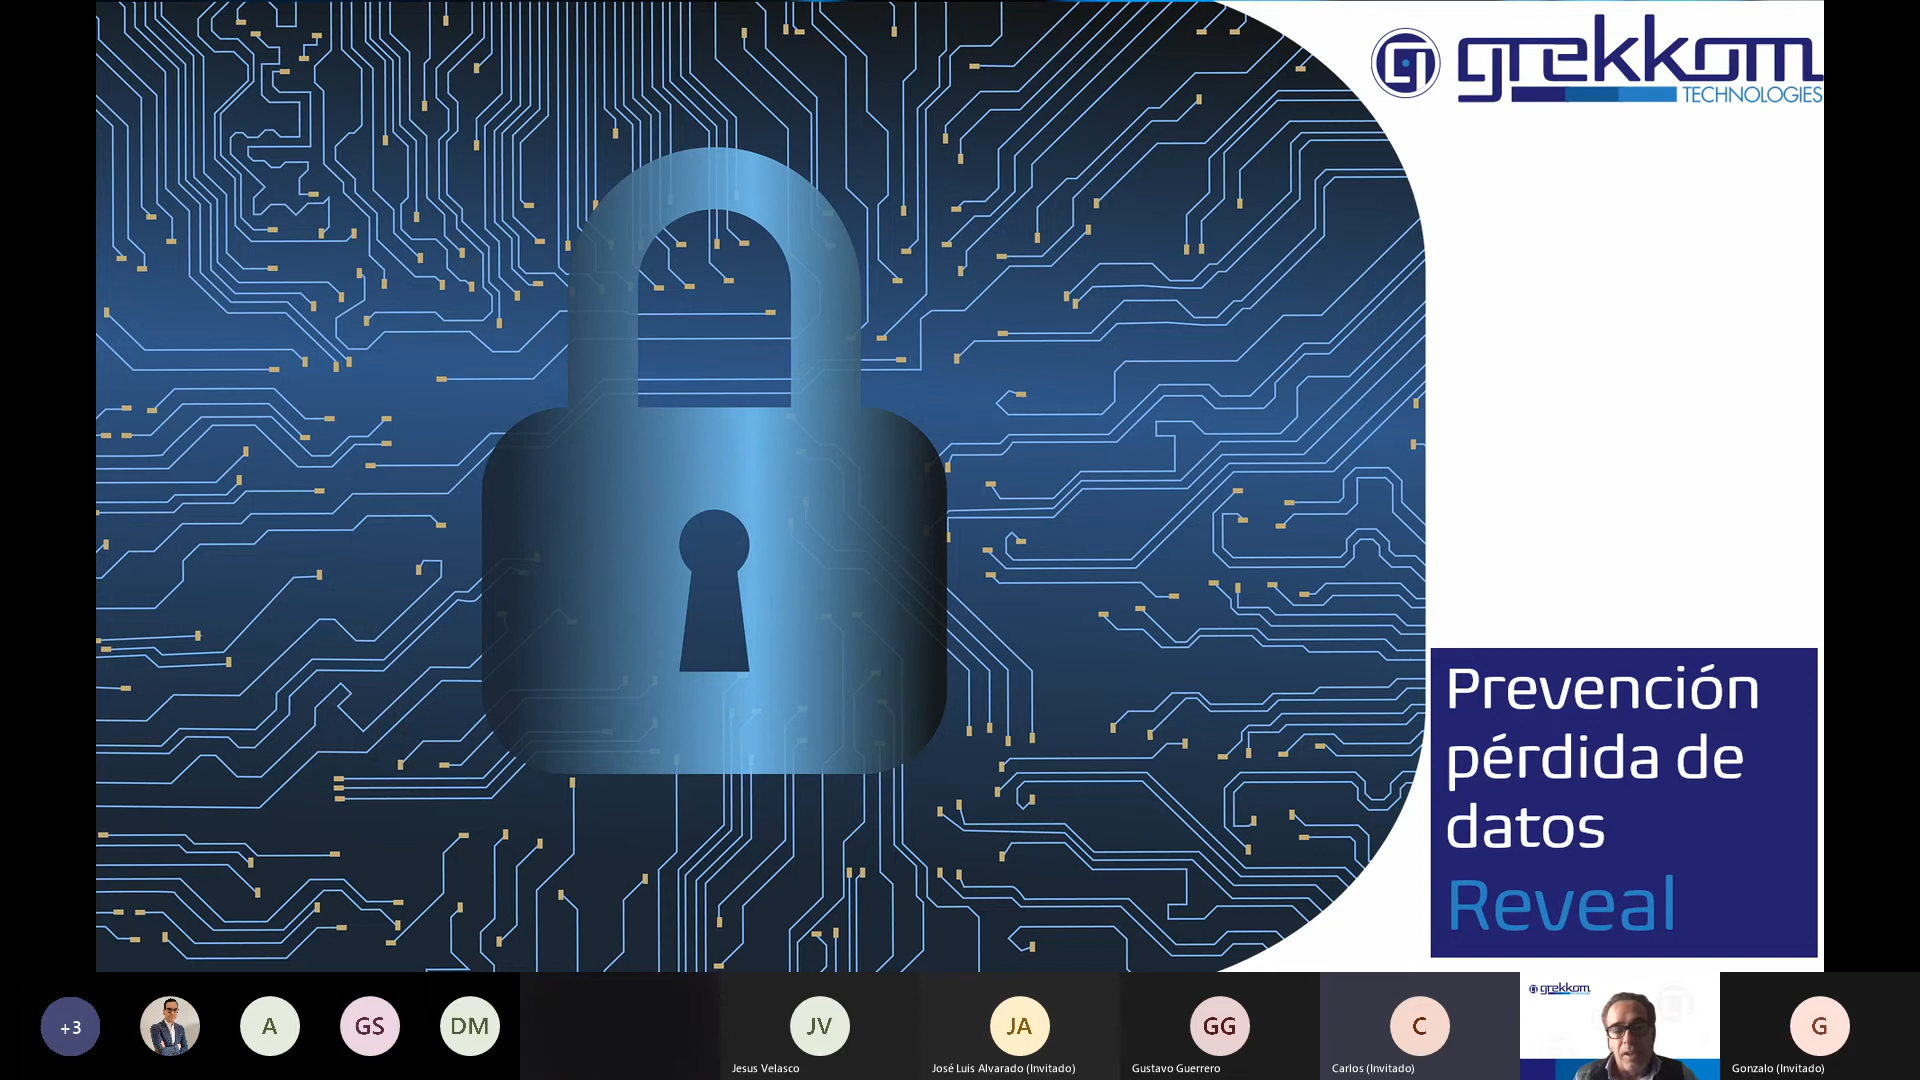 grekkom
TECHNOLOGIES
Prevención
pérdida de
datos
Reveal
+3
A
GS
DM
JV
JA
GG
C
grekkom
G
Jesus Velasco
José Luis Alvarado (Invitado)
Gustavo Guerrero
Carlos (Invitado)
Gonzalo (Invitado)